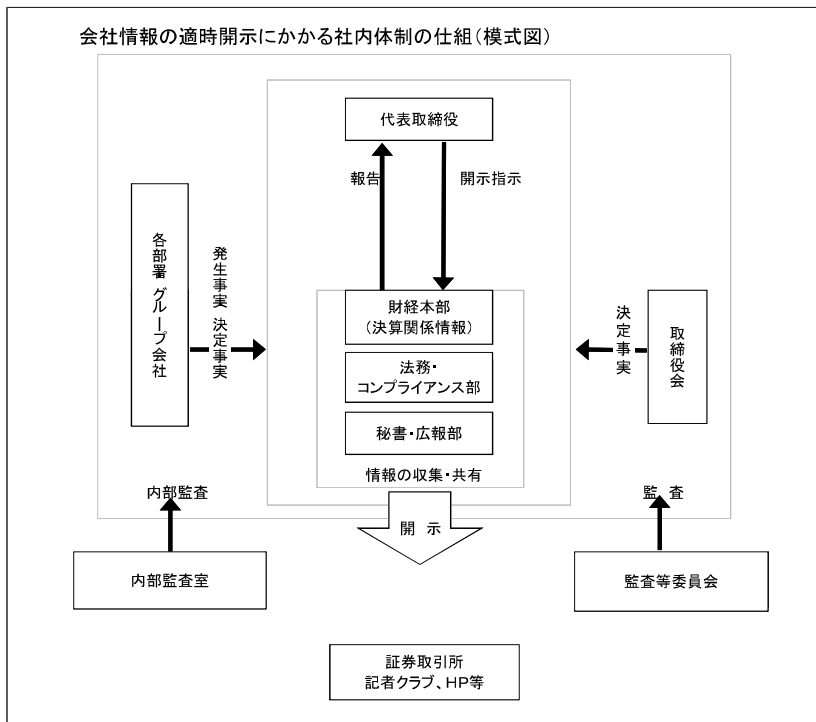 会社情報の適時開示にかかる社内体制の仕組(模式図)
代表取締役
報告
開示指示
各部署 グループ会社
発生事実 決定事実
財経本部
(決算関係情報)
法務・
コンプライアンス部
秘書・広報部
情報の収集・共有
決定事実
取締役会
内部監査
監 査
開 示
内部監査室
監査等委員会
証券取引所
記者クラブ、HP等